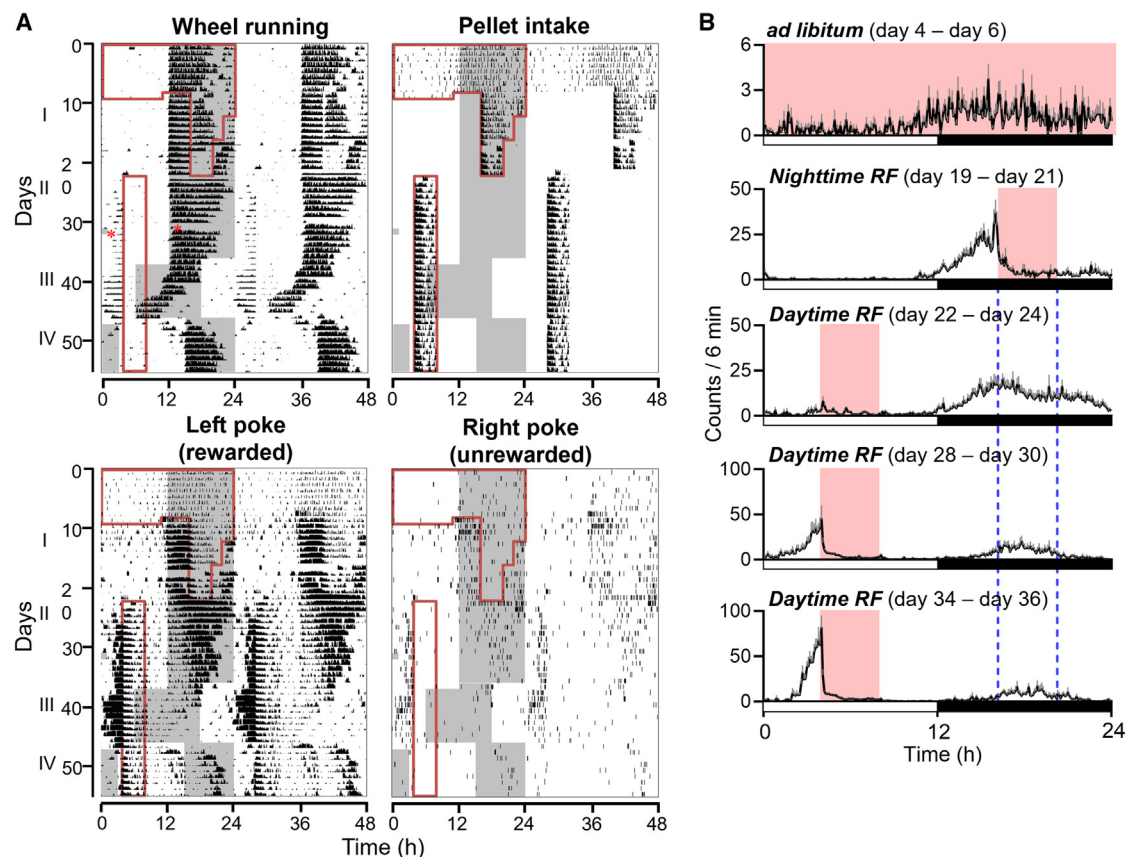 A
Wheel running
Pellet intake
0
10
I
2
II 0
30
III
40
IV
50
Days
0 12 24 36 48
0 12 24 36 48
Left poke
(rewarded)
Right poke
(unrewarded)
0
10
I
2
II 0
30
III
40
IV
50
Days
0 12 24 36 48
0 12 24 36 48
Time (h)
B
ad libitum (day 4 – day 6)
6
3
0
Nighttime RF (day 19 – day 21)
50
25
0
Daytime RF (day 22 – day 24)
50
25
0
Daytime RF (day 28 – day 30)
100
50
0
Daytime RF (day 34 – day 36)
100
50
0
Counts / 6 min
0 12 24
Time (h)